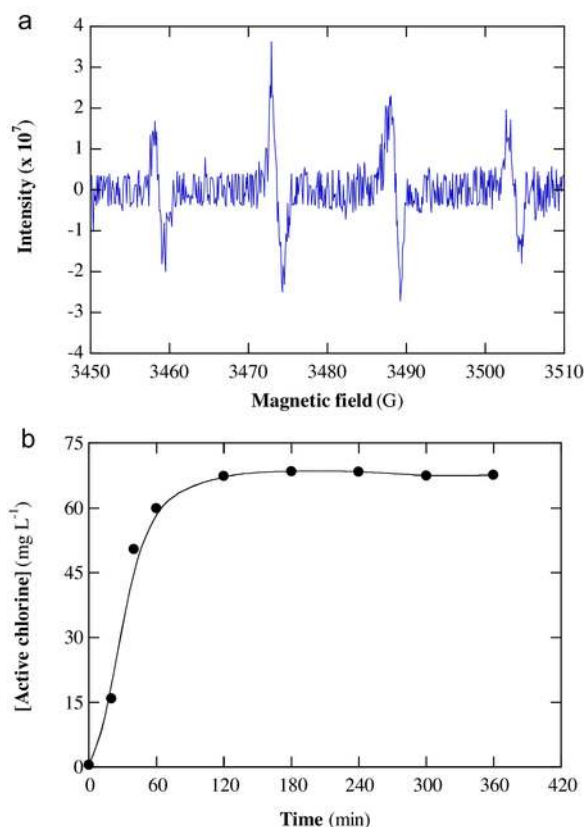 a
4
3
2
1
0
-1
-2
-3
-4
Intensity (x 10⁷)
3450 3460 3470 3480 3490 3500 3510
Magnetic field (G)
b
75
60
45
30
15
0
[Active chlorine] (mg L⁻¹)
0 60 120 180 240 300 360 420
Time (min)